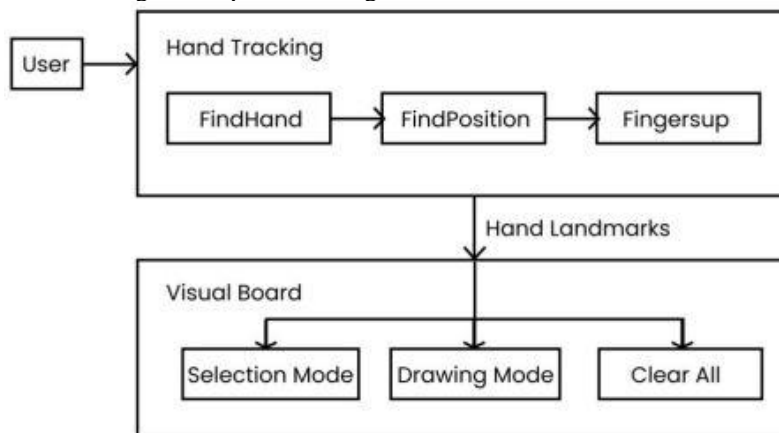 Hand Tracking
User
FindHand
FindPosition
Fingersup
Hand Landmarks
Visual Board
Selection Mode
Drawing Mode
Clear All